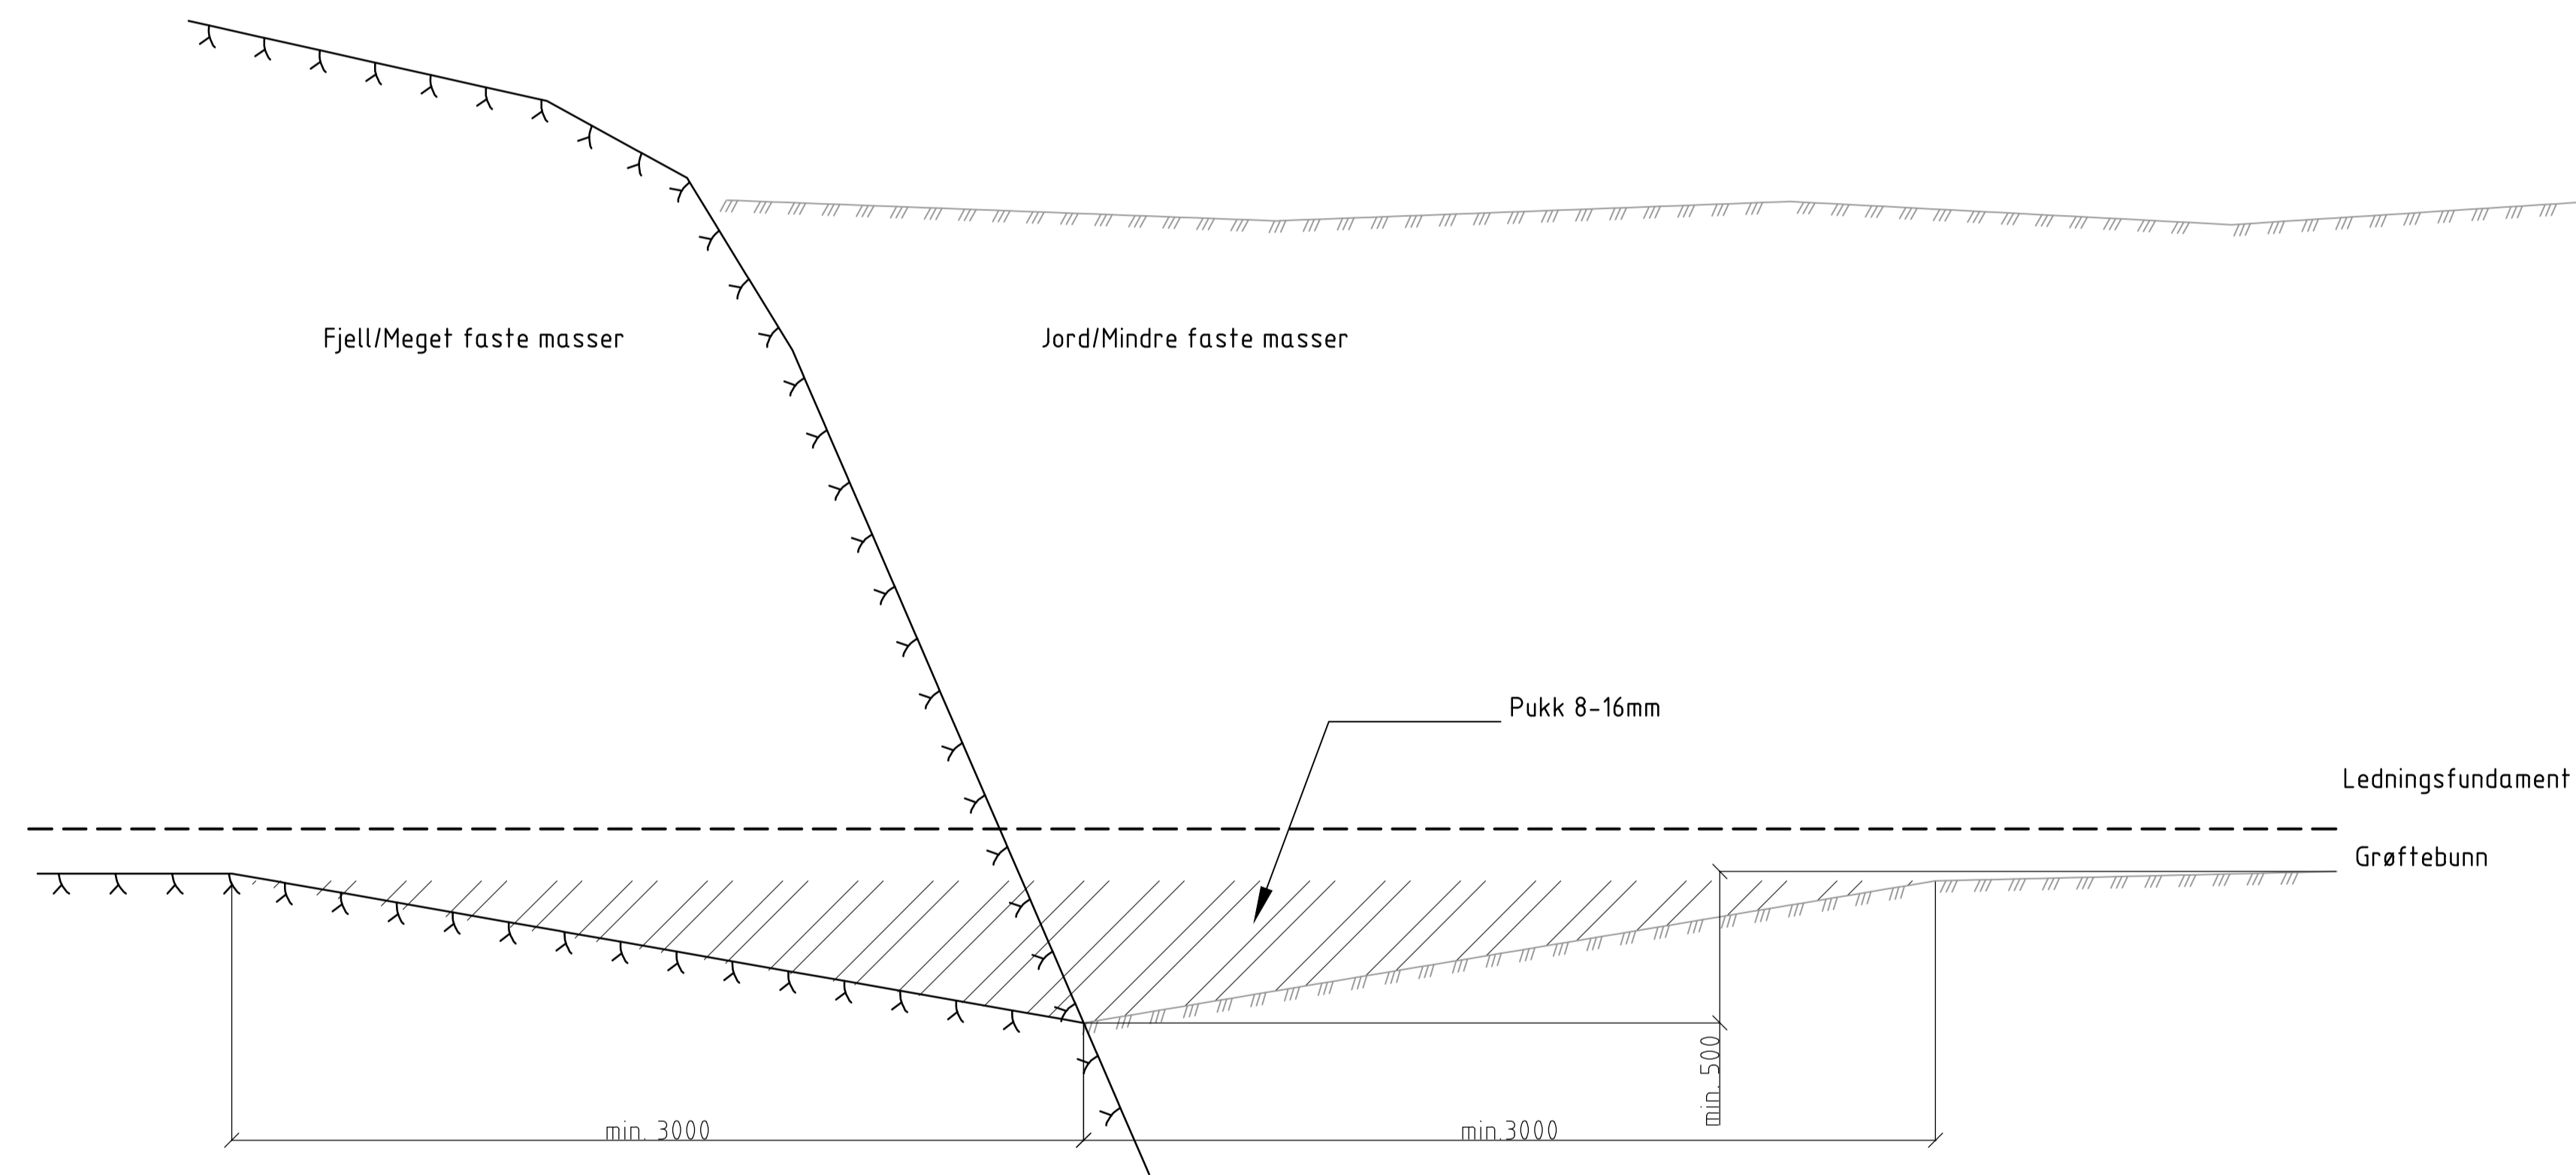 Fjell/Meget faste masser
Jord/Mindre faste masser
Pukk 8-16mm
Ledningsfundament
Grøftebunn
min. 500
min. 3000
min.3000